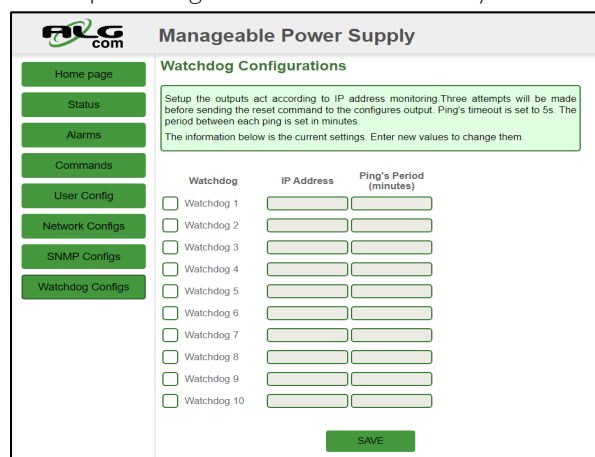 ALG
com
Manageable Power Supply
Home page
Status
Alarms
Commands
User Config
Network Configs
SNMP Configs
Watchdog Configs
Watchdog Configurations
Setup the outputs act according to IP address monitoring.Three attempts will be made
before sending the reset command to the configures output. Ping's timeout is set to 5s. The
period between each ping is set in minutes.
The information below is the current settings. Enter new values to change them.
Watchdog IP Address Ping's Period
(minutes)
Watchdog 1
Watchdog 2
Watchdog 3
Watchdog 4
Watchdog 5
Watchdog 6
Watchdog 7
Watchdog 8
Watchdog 9
Watchdog 10
SAVE